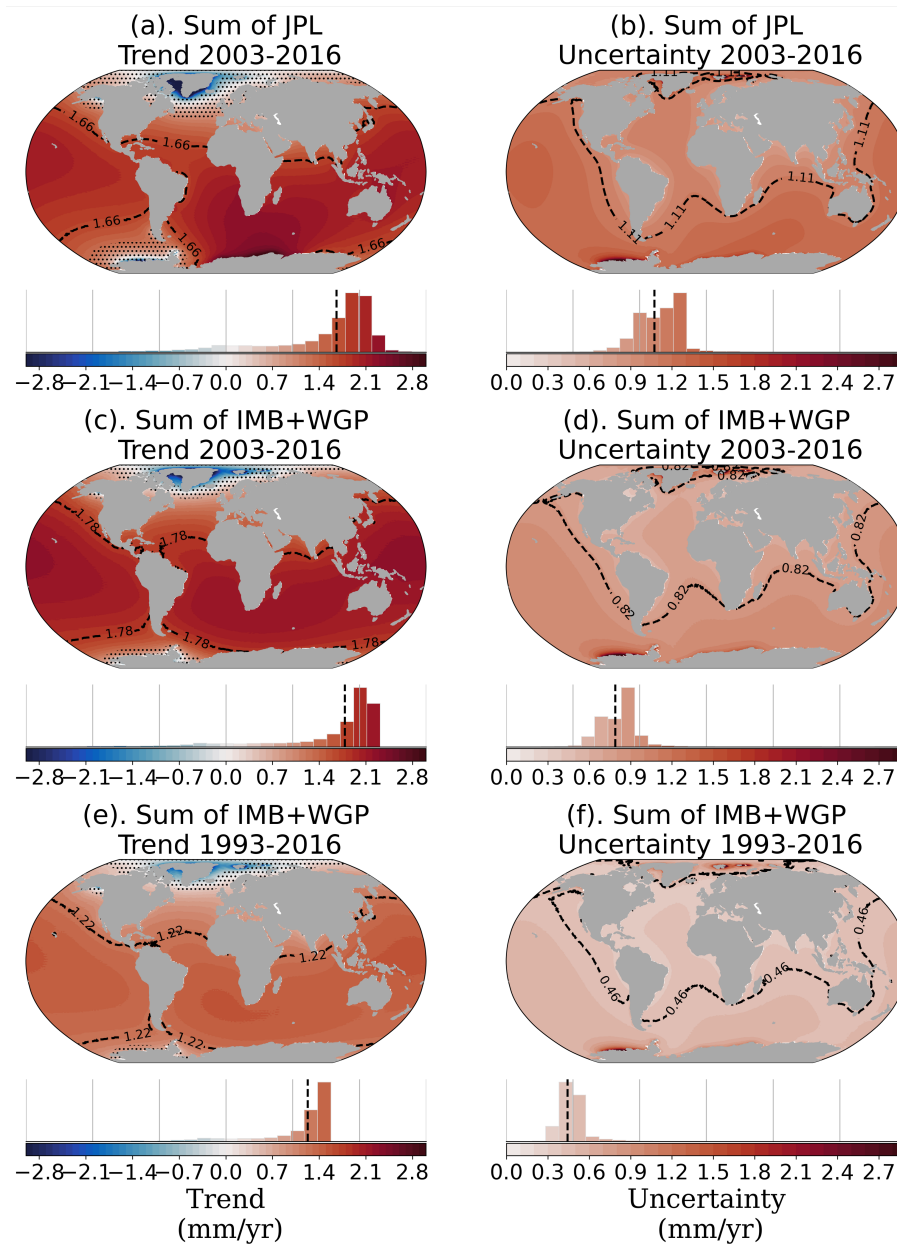 (a). Sum of JPL
Trend 2003-2016
(b). Sum of JPL
Uncertainty 2003-2016
1.66
1.66
1.66
1.66
1.66
1.11
1.11
1.11
1.11
1.11
−2.8 −2.1 −1.4 −0.7 0.0 0.7 1.4 2.1 2.8
0.0 0.3 0.6 0.9 1.2 1.5 1.8 2.1 2.4 2.7
(c). Sum of IMB+WGP
Trend 2003-2016
(d). Sum of IMB+WGP
Uncertainty 2003-2016
1.78
1.78
1.78
1.78
1.78
0.82
0.82
0.82
0.82
0.82
0.82
−2.8 −2.1 −1.4 −0.7 0.0 0.7 1.4 2.1 2.8
0.0 0.3 0.6 0.9 1.2 1.5 1.8 2.1 2.4 2.7
(e). Sum of IMB+WGP
Trend 1993-2016
(f). Sum of IMB+WGP
Uncertainty 1993-2016
1.22
1.22
1.22
1.22
1.22
0.46
0.46
0.46
0.46
−2.8 −2.1 −1.4 −0.7 0.0 0.7 1.4 2.1 2.8
0.0 0.3 0.6 0.9 1.2 1.5 1.8 2.1 2.4 2.7
Trend
(mm/yr)
Uncertainty
(mm/yr)